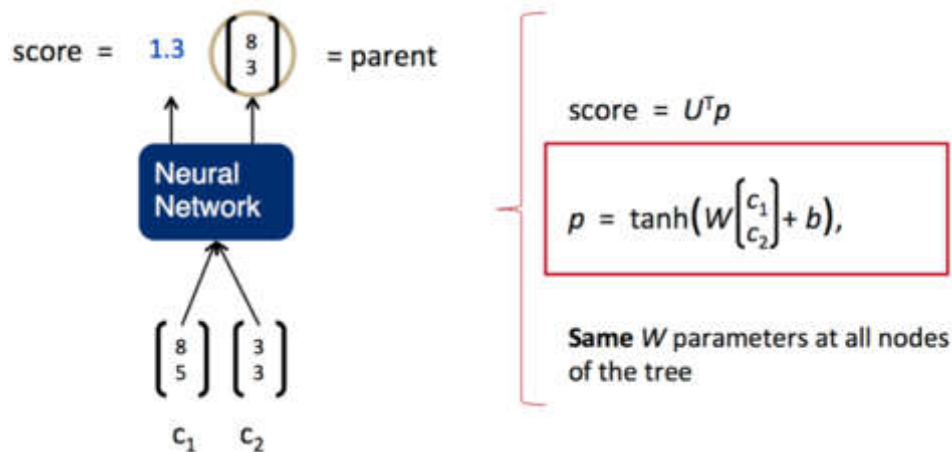 score = 1.3
8
3
= parent
Neural
Network
8
5
3
3
c₁
c₂
score = Uᵀp
p = tanh(W[c₁ c₂] + b),
Same W parameters at all nodes
of the tree